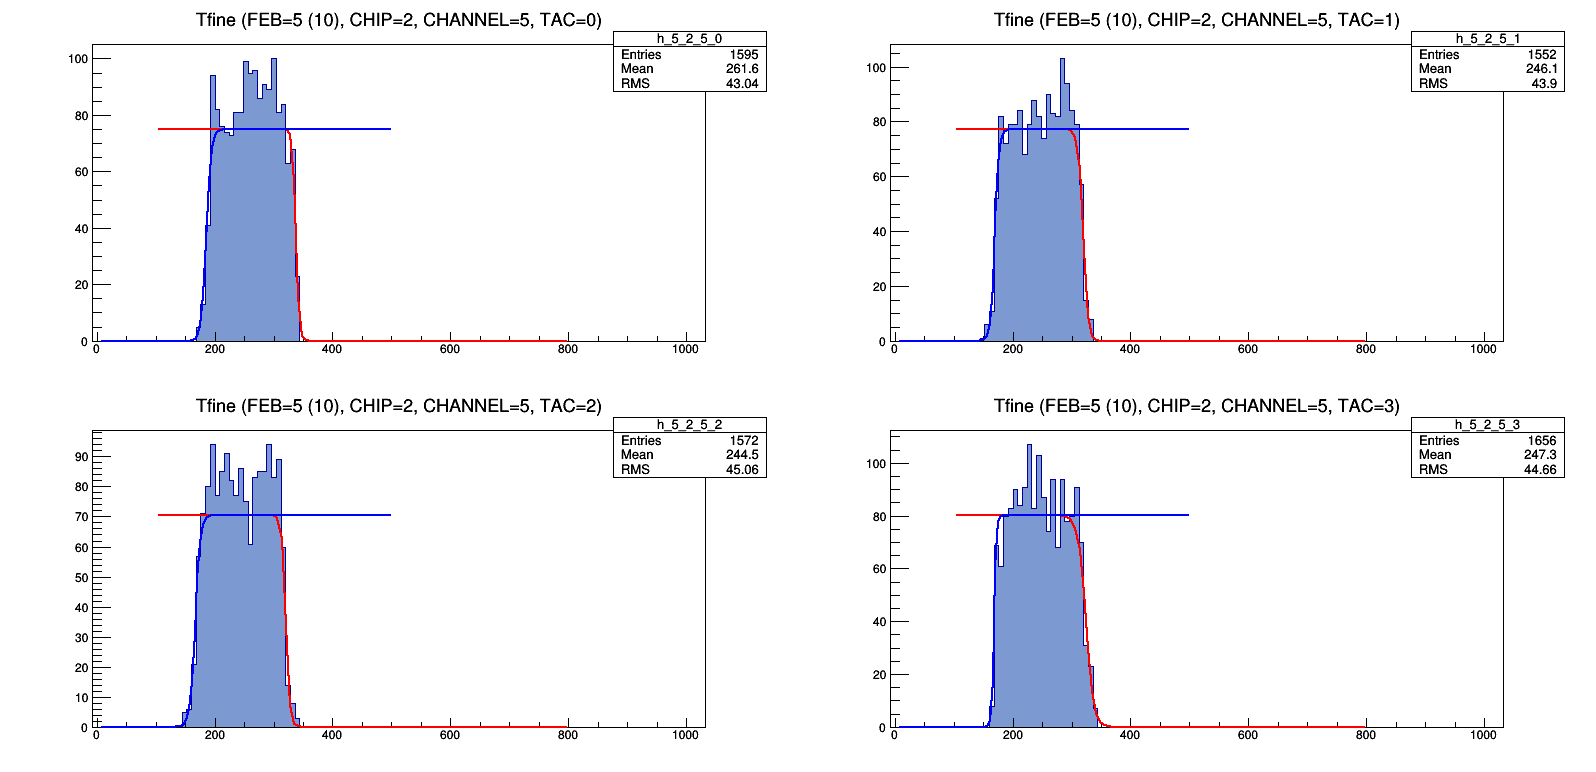 Tfine (FEB=5 (10), CHIP=2, CHANNEL=5, TAC=0)
h_5_2_5_0
Entries 1595
Mean 261.6
RMS 43.04
100
80
60
40
20
0
0 200 400 600 800 1000
Tfine (FEB=5 (10), CHIP=2, CHANNEL=5, TAC=1)
h_5_2_5_1
Entries 1552
Mean 246.1
RMS 43.9
100
80
60
40
20
0
0 200 400 600 800 1000
Tfine (FEB=5 (10), CHIP=2, CHANNEL=5, TAC=2)
h_5_2_5_2
Entries 1572
Mean 244.5
RMS 45.06
90
80
70
60
50
40
30
20
10
0
0 200 400 600 800 1000
Tfine (FEB=5 (10), CHIP=2, CHANNEL=5, TAC=3)
h_5_2_5_3
Entries 1656
Mean 247.3
RMS 44.66
100
80
60
40
20
0
0 200 400 600 800 1000